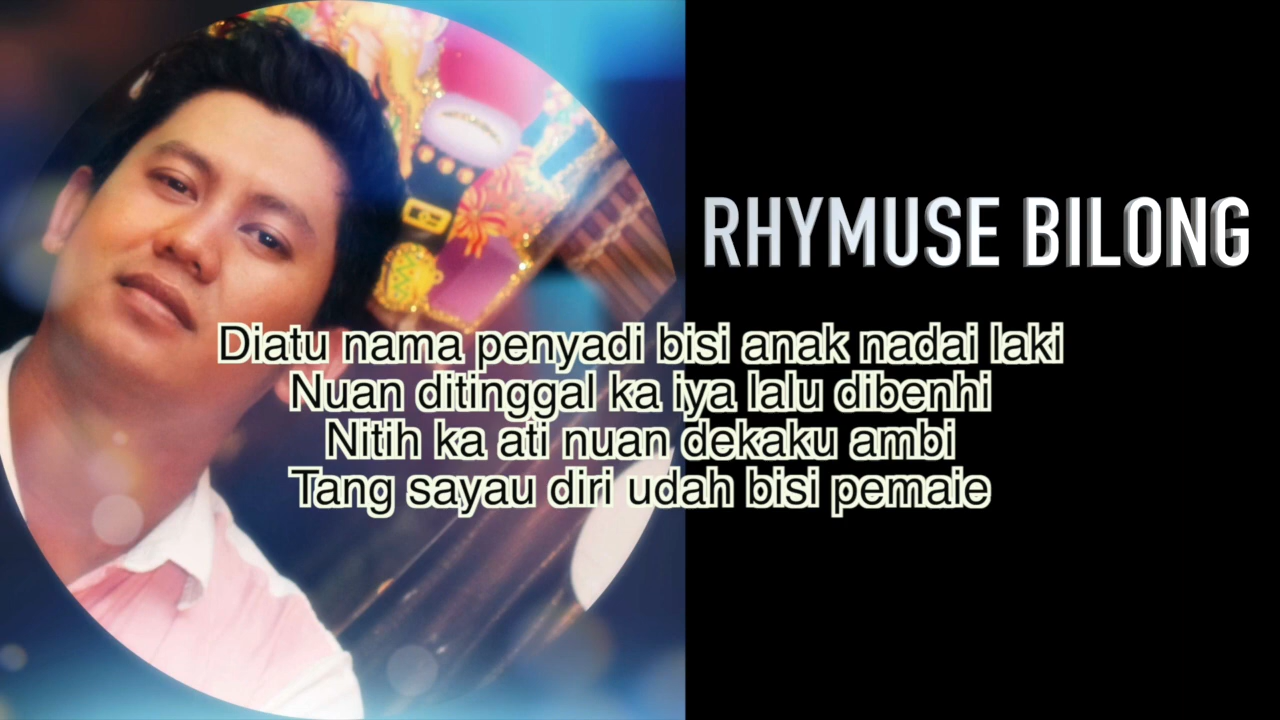 RHYMUSE BILONG
Diatu nama penyadi bisi anak nadai laki
Nuan ditinggal ka iya lalu dibenhi
Nitih ka ati nuan dekaku ambi
Tang sayau diri udah bisi pemaie